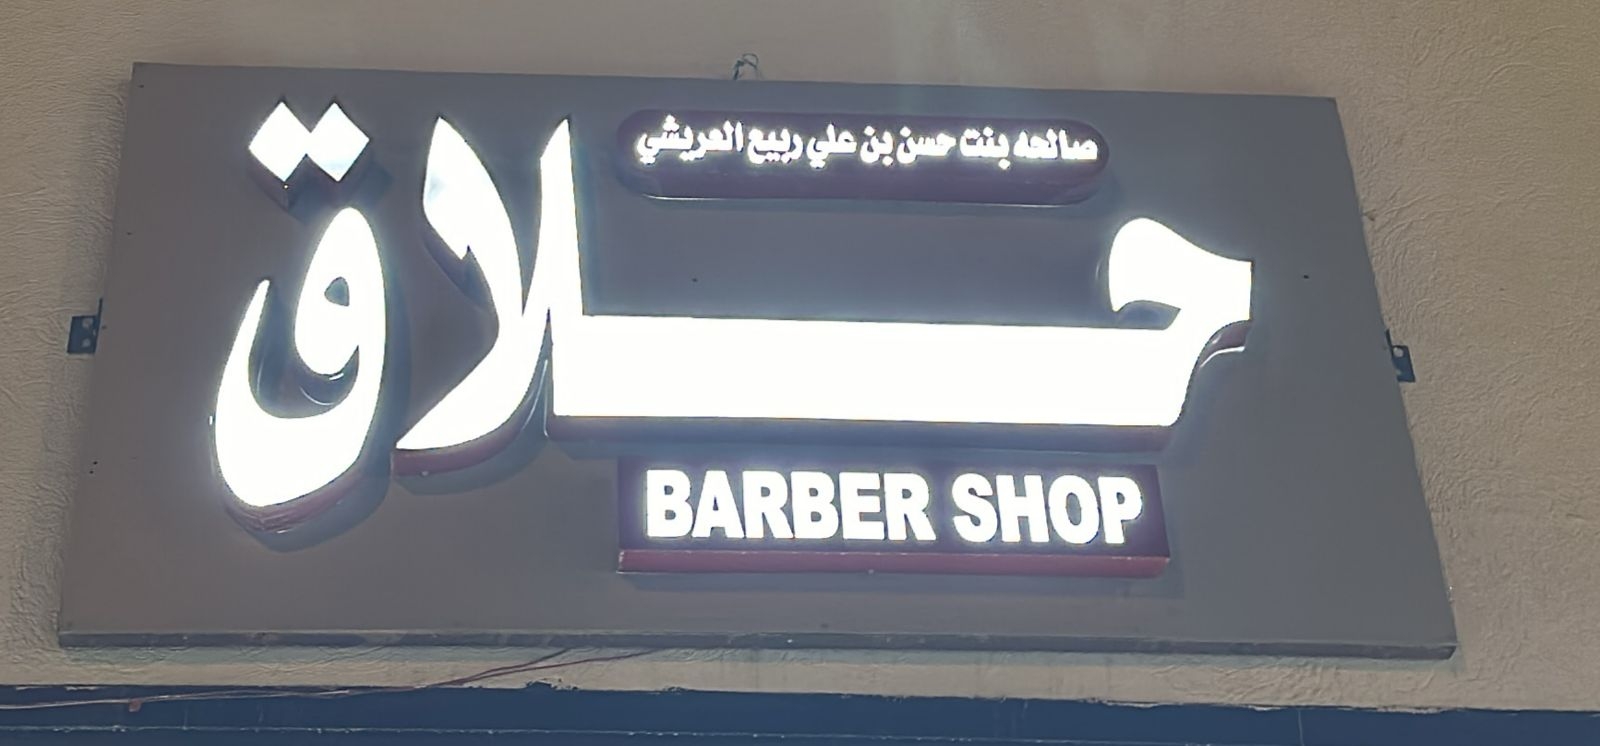 صالحه بنت حسن بن علي ربيع العريشي
حلاق
BARBER SHOP